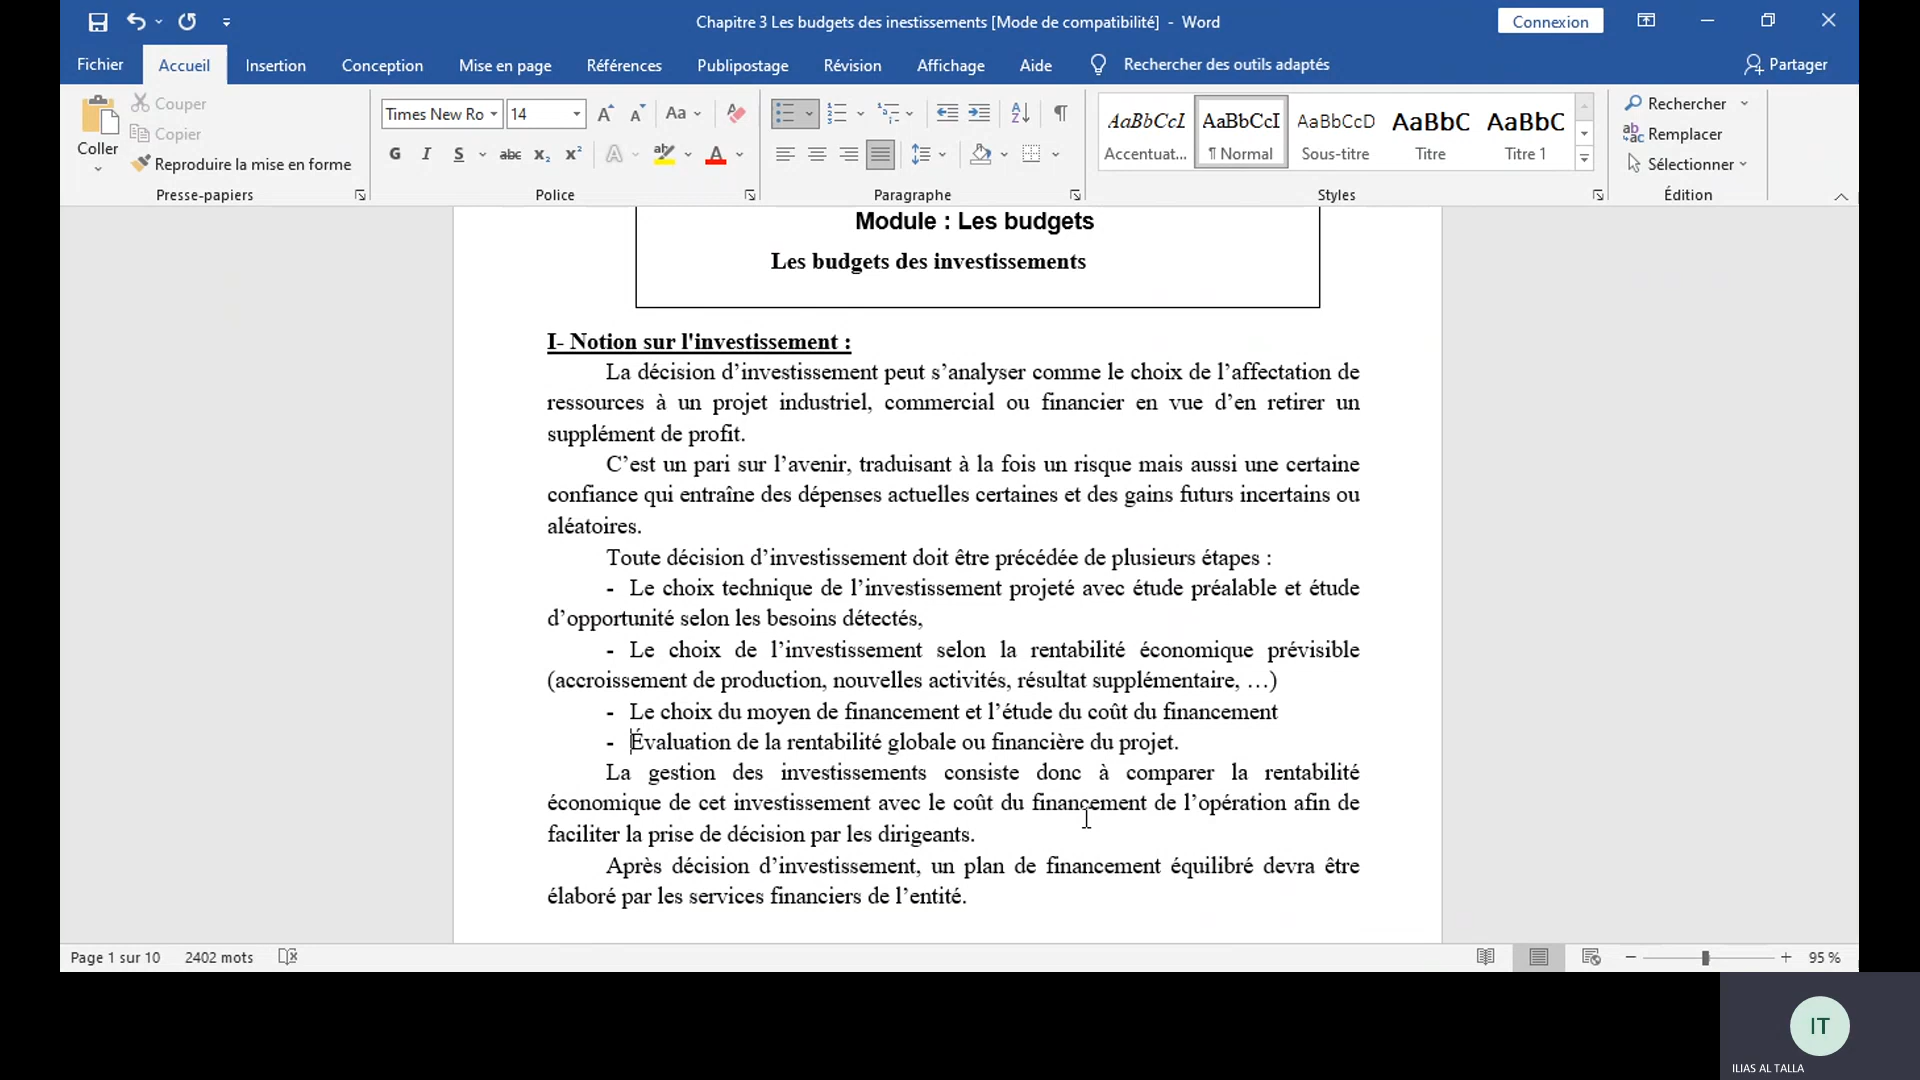 Chapitre 3 Les budgets des inestissements [Mode de compatibilité] - Word
Connexion
Fichier
Accueil
Insertion
Conception
Mise en page
Références
Publipostage
Révision
Affichage
Aide
Rechercher des outils adaptés
Partager
Coller
Couper
Copier
Reproduire la mise en forme
Presse-papiers
Times New Ro
14
Aa
G I S abc X₂ X² A A
Police
Paragraphe
AaBbCcI
AaBbCcI
AaBbCcD
AaBbC
AaBbC
Accentuat...
¶ Normal
Sous-titre
Titre
Titre 1
Styles
Rechercher
Remplacer
Sélectionner
Édition
Module : Les budgets
Les budgets des investissements
I- Notion sur l'investissement :
La décision d’investissement peut s’analyser comme le choix de l’affectation de
ressources à un projet industriel, commercial ou financier en vue d’en retirer un
supplément de profit.
C’est un pari sur l’avenir, traduisant à la fois un risque mais aussi une certaine
confiance qui entraîne des dépenses actuelles certaines et des gains futurs incertains ou
aléatoires.
Toute décision d’investissement doit être précédée de plusieurs étapes :
- Le choix technique de l’investissement projeté avec étude préalable et étude
d’opportunité selon les besoins détectés,
- Le choix de l’investissement selon la rentabilité économique prévisible
(accroissement de production, nouvelles activités, résultat supplémentaire, …)
- Le choix du moyen de financement et l’étude du coût du financement
- Évaluation de la rentabilité globale ou financière du projet.
La gestion des investissements consiste donc à comparer la rentabilité
économique de cet investissement avec le coût du financement de l’opération afin de
faciliter la prise de décision par les dirigeants.
Après décision d’investissement, un plan de financement équilibré devra être
élaboré par les services financiers de l’entité.
Page 1 sur 10
2402 mots
95 %
IT
ILIAS AL TALLA